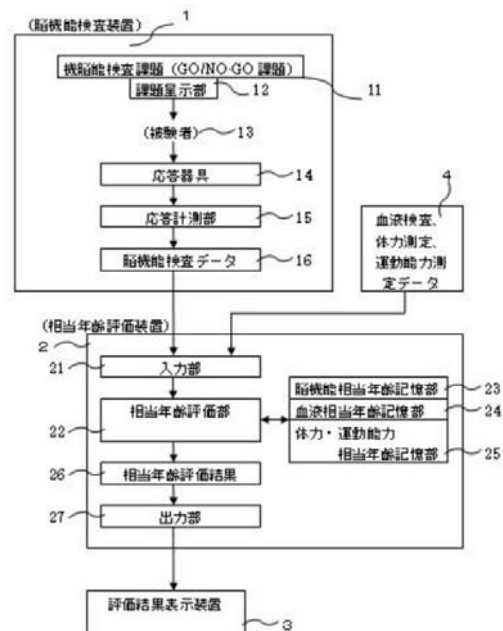 (脳機能検査装置)
1
機脳能検査課題(GO/NO-GO 課題)
11
課題呈示部
12
(被験者)
13
応答器具
14
応答計測部
15
脳機能検査データ
16
4
血液検査、
体力測定、
運動能力測
定データ
(相当年齢評価装置)
2
21
入力部
22
相当年齢評価部
脳機能相当年齢記憶部
23
血液相当年齢記憶部
24
体力・運動能力
相当年齢記憶部
25
26
相当年齢評価結果
27
出力部
評価結果表示装置
3